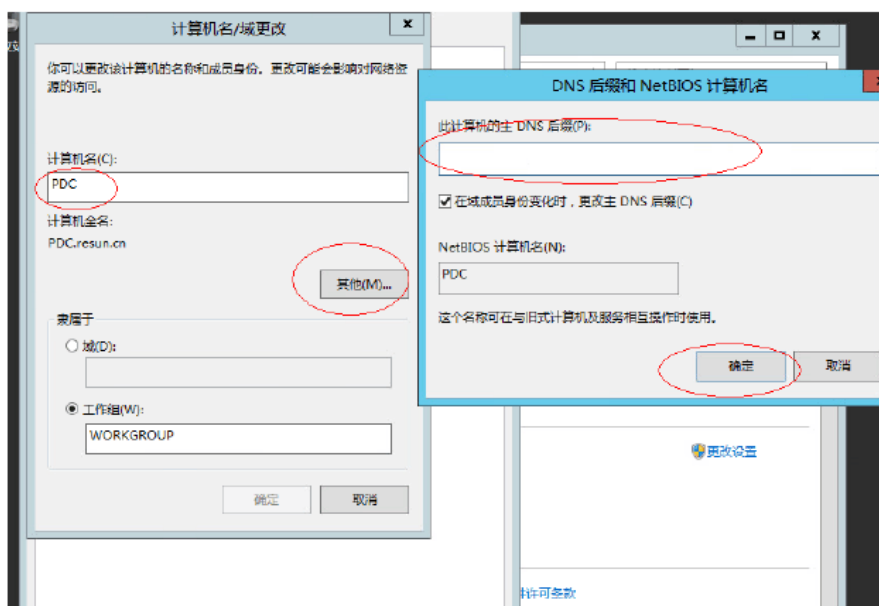 计算机名/域更改
你可以更改该计算机的名称和成员身份。更改可能会影响对网络资
源的访问。
计算机名(C):
PDC
计算机全名:
PDC.resun.cn
其他(M)...
隶属于
域(D):
工作组(W):
WORKGROUP
确定
取消
DNS 后缀和 NetBIOS 计算机名
此计算机的主 DNS 后缀(P):
在域成员身份变化时，更改主 DNS 后缀(C)
NetBIOS 计算机名(N):
PDC
这个名称可在与旧式计算机及服务相互操作时使用。
确定
取消
更改设置
许可条款